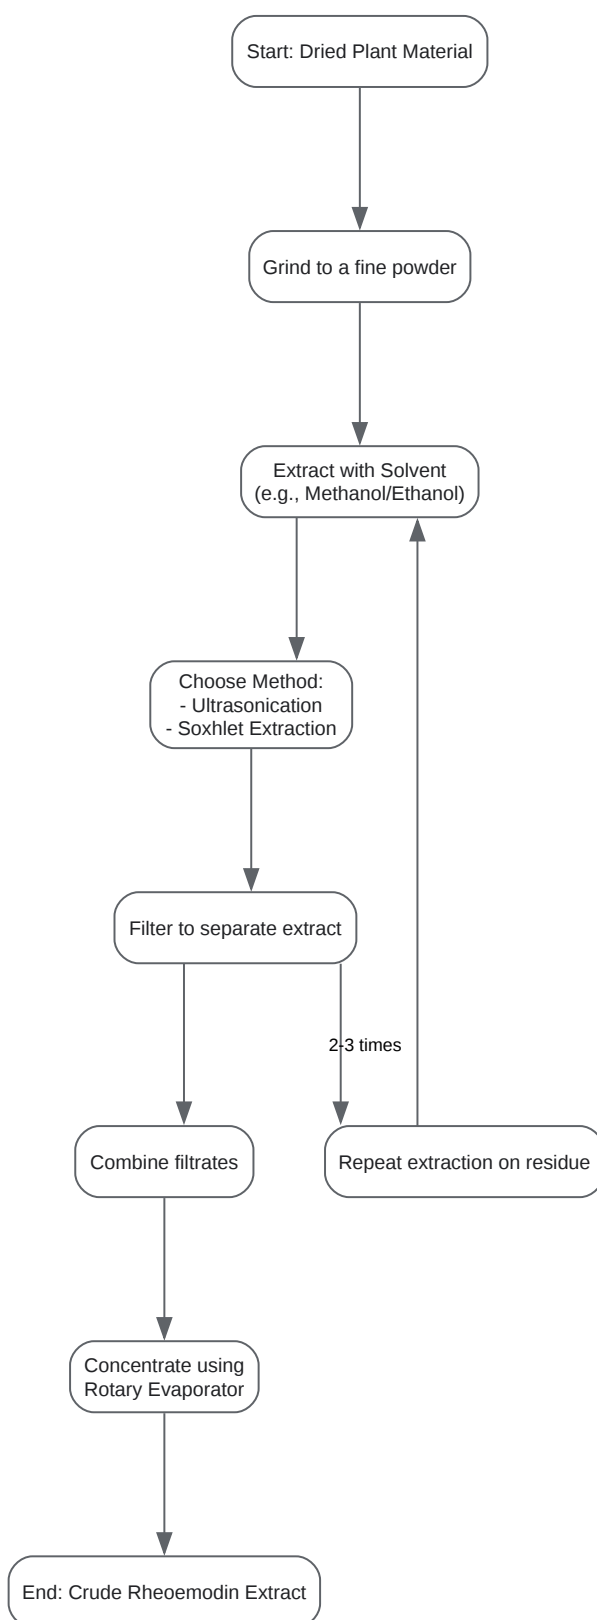 Start: Dried Plant Material
Grind to a fine powder
Extract with Solvent
(e.g., Methanol/Ethanol)
Choose Method:
- Ultrasonication
- Soxhlet Extraction
Filter to separate extract
2-3 times
Combine filtrates
Repeat extraction on residue
Concentrate using
Rotary Evaporator
End: Crude Rheoemodin Extract